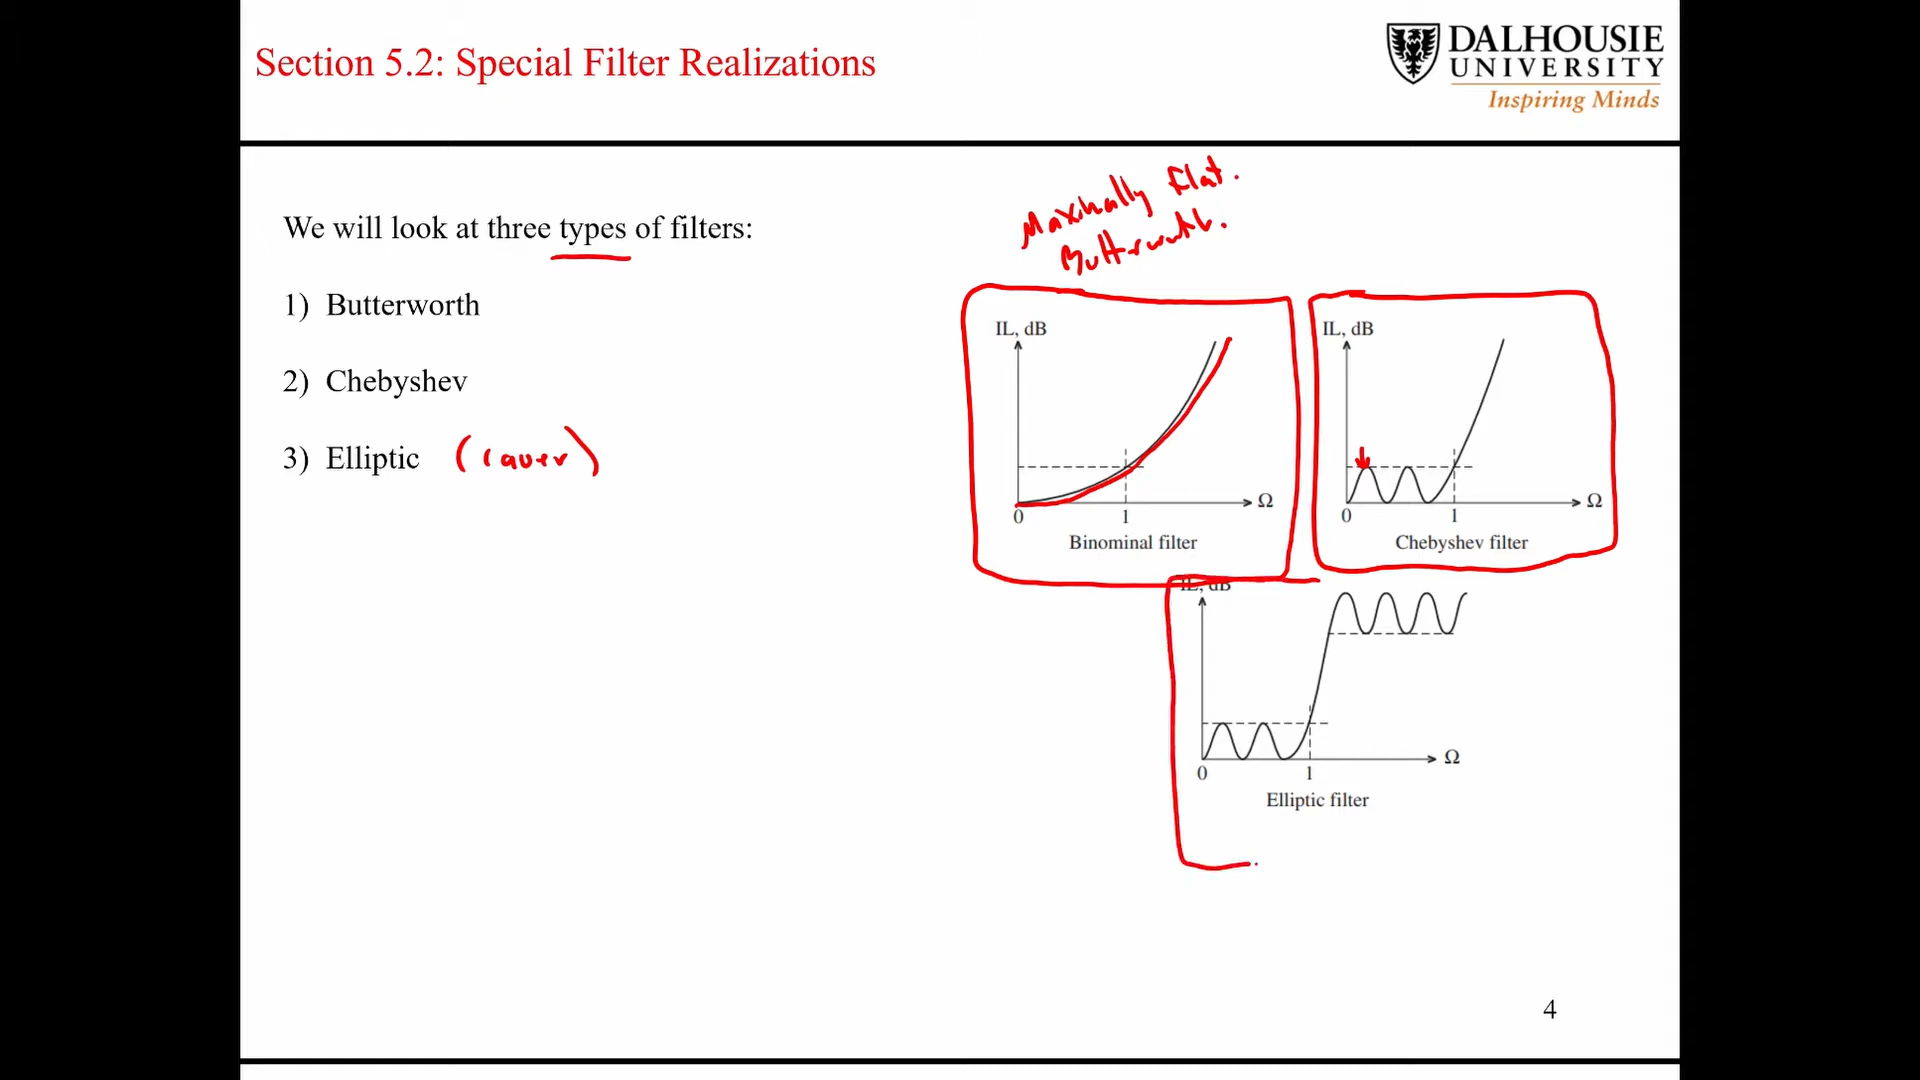 Section 5.2: Special Filter Realizations
DALHOUSIE
UNIVERSITY
Inspiring Minds
We will look at three types of filters:
1) Butterworth
2) Chebyshev
3) Elliptic (Cauer)
Maximally flat.
Butterworth.
IL, dB
0
1
Ω
Binominal filter
IL, dB
0
1
Ω
Chebyshev filter
IL, dB
0
1
Ω
Elliptic filter
4